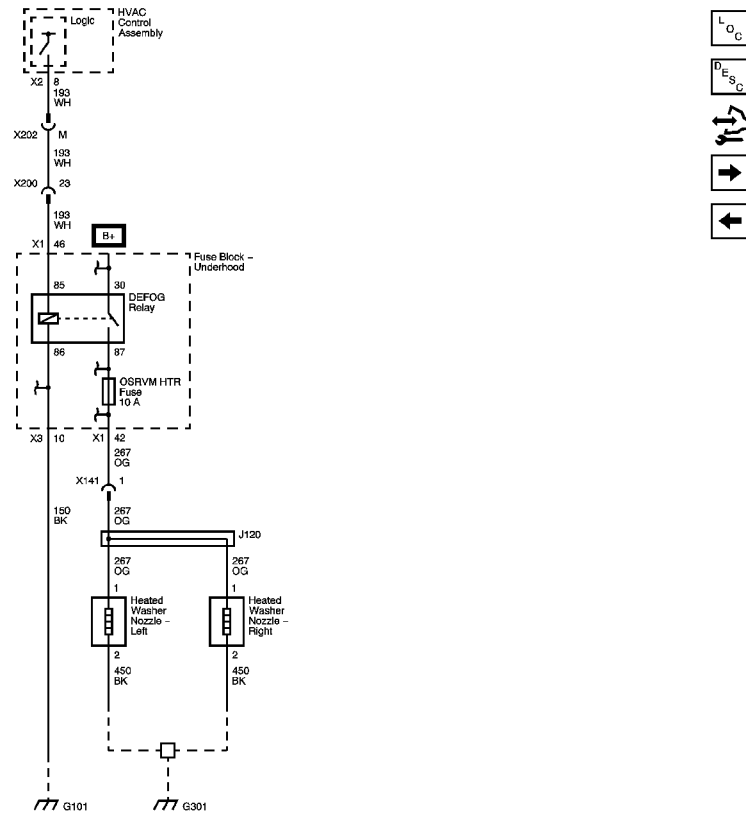 Logic
HVAC
Control
Assembly
X2 8
193
WH
X202 M
193
WH
X200 23
193
WH
X1 46
B+
Fuse Block –
Underhood
85 30
DEFOG
Relay
86 87
OSRVM HTR
Fuse
10 A
X3 10 X1 42
267
OG
X141 1
150
BK
267
OG
J120
267
OG
267
OG
1 1
Heated
Washer
Nozzle –
Left
Heated
Washer
Nozzle –
Right
2 2
450
BK
450
BK
G101 G301
LOC
DESC